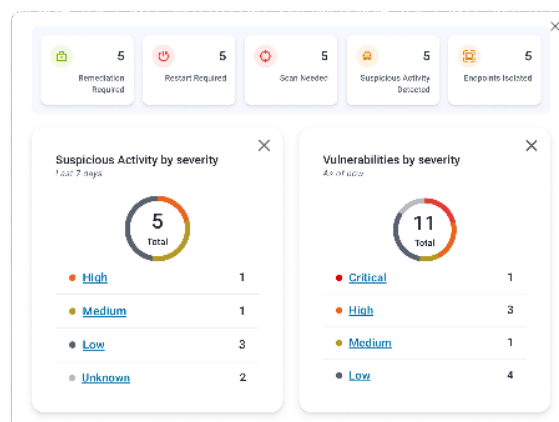 5
Remediation
Required
5
Restart Required
5
Scan Needed
5
Suspicious Activity
Detected
5
Endpoints Isolated
Suspicious Activity by severity
Last 7 days
5
Total
High 1
Medium 1
Low 3
Unknown 2
Vulnerabilities by severity
As of now
11
Total
Critical 1
High 3
Medium 1
Low 4